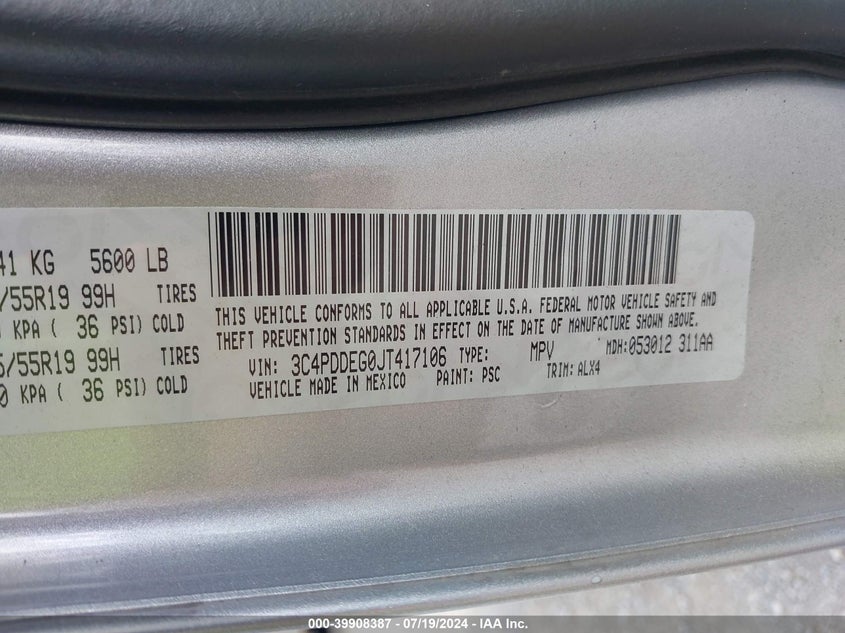 41 KG 5600 LB
/55R19 99H TIRES
KPA ( 36 PSI) COLD
/55R19 99H TIRES
0 KPA ( 36 PSI) COLD
THIS VEHICLE CONFORMS TO ALL APPLICABLE U.S.A. FEDERAL MOTOR VEHICLE SAFETY AND
THEFT PREVENTION STANDARDS IN EFFECT ON THE DATE OF MANUFACTURE SHOWN ABOVE.
VIN: 3C4PDDEG0JT417106 TYPE: MPV MDH: 053012 311AA
VEHICLE MADE IN MEXICO PAINT: PSC TRIM: ALX4
000-39908387 - 07/19/2024 - IAA Inc.